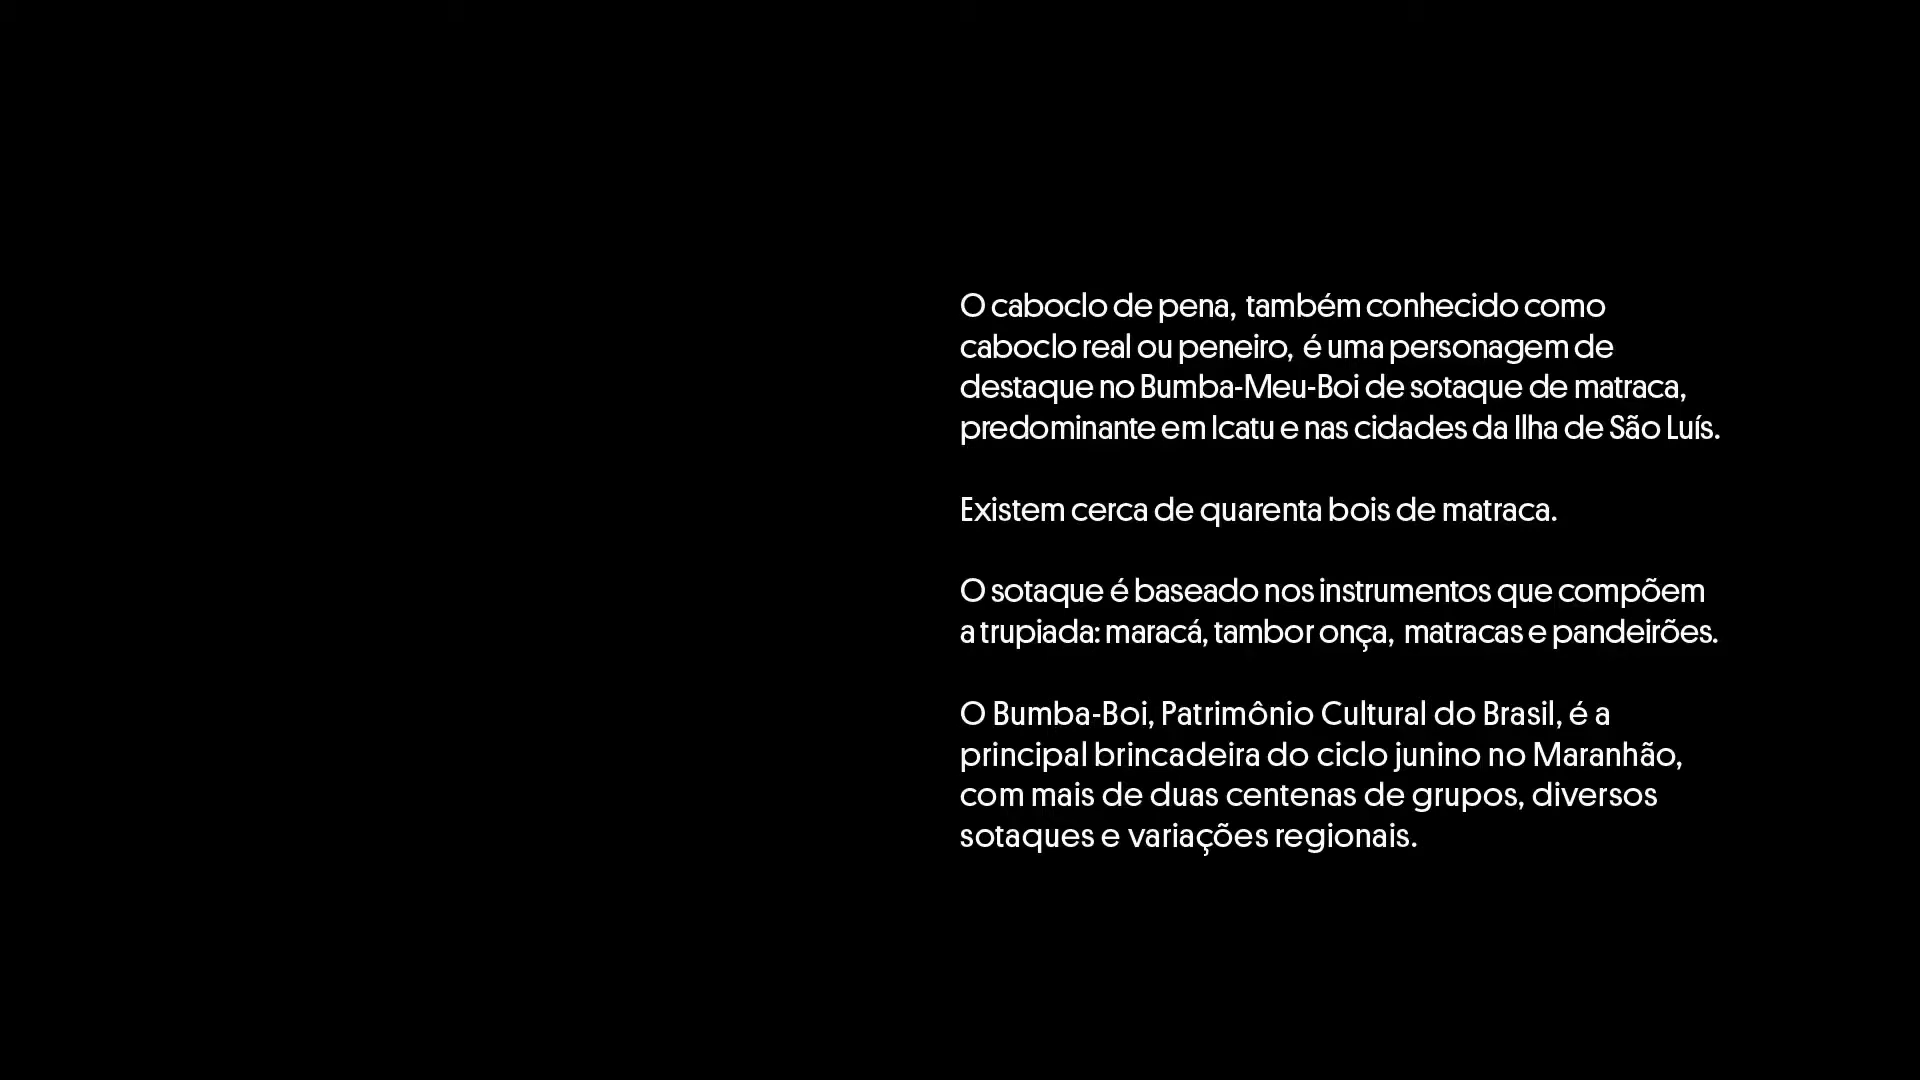 O caboclo de pena, também conhecido como
caboclo real ou peneiro, é uma personagem de
destaque no Bumba-Meu-Boi de sotaque de matraca,
predominante em Icatu e nas cidades da Ilha de São Luís.
Existem cerca de quarenta bois de matraca.
O sotaque é baseado nos instrumentos que compõem
a trupiada: maracá, tambor onça, matracas e pandeirões.
O Bumba-Boi, Patrimônio Cultural do Brasil, é a
principal brincadeira do ciclo junino no Maranhão,
com mais de duas centenas de grupos, diversos
sotaques e variações regionais.